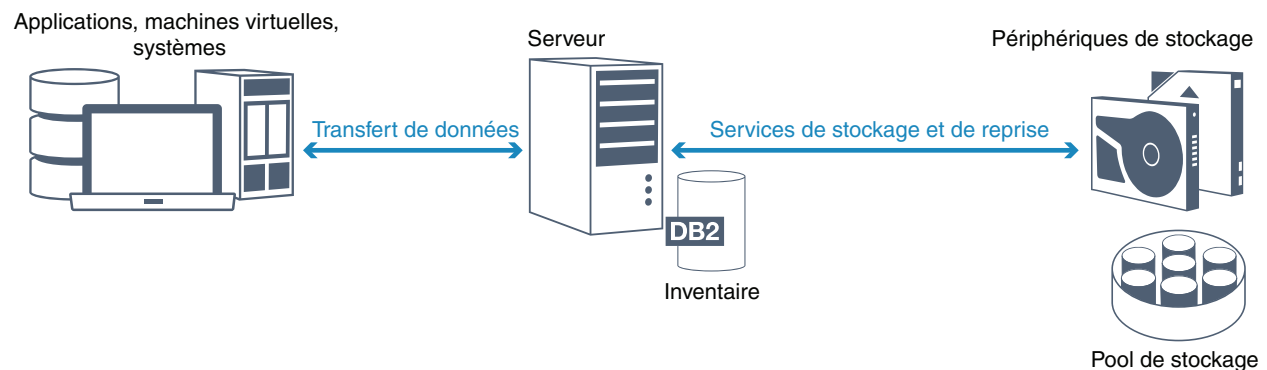 Applications, machines virtuelles,
systèmes
Serveur
Périphériques de stockage
Transfert de données
Services de stockage et de reprise
DB2
Inventaire
Pool de stockage